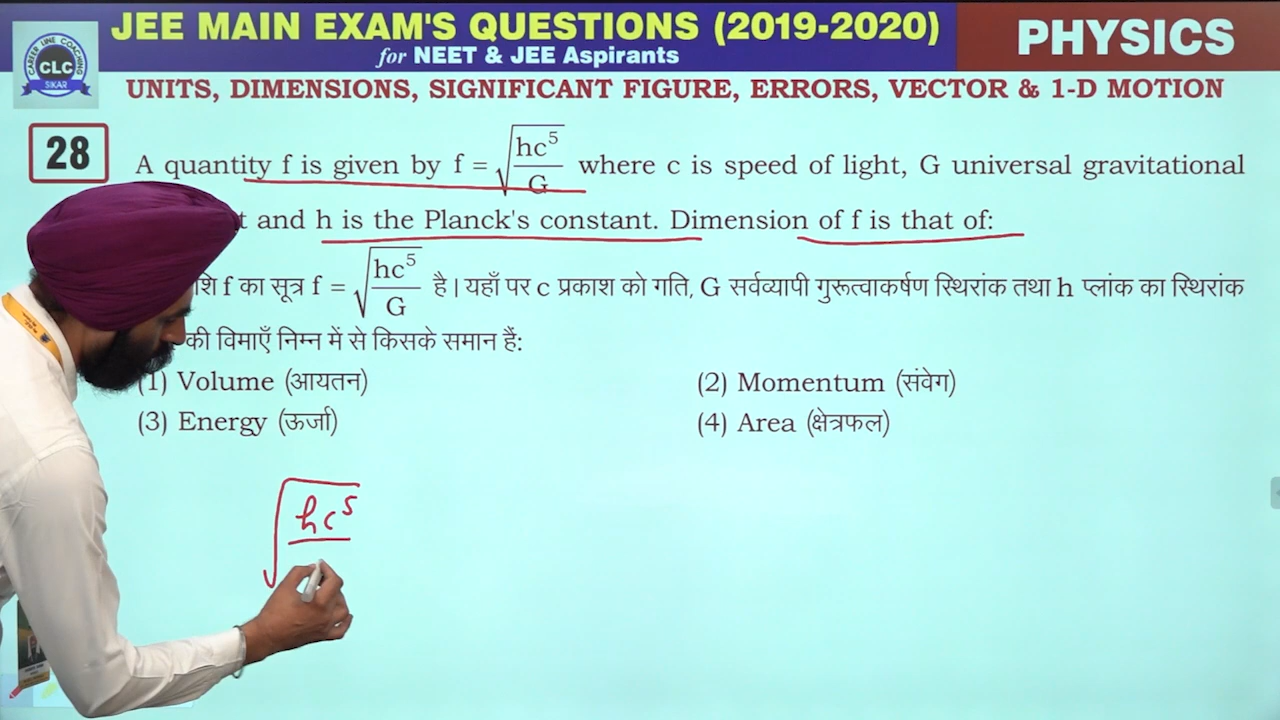 JEE MAIN EXAM'S QUESTIONS (2019-2020)
for NEET & JEE Aspirants
PHYSICS
CAREER LINE COACHING
CLC
SIKAR
UNITS, DIMENSIONS, SIGNIFICANT FIGURE, ERRORS, VECTOR & 1-D MOTION
28
A quantity f is given by f = √(hc⁵/G) where c is speed of light, G universal gravitational
t and h is the Planck's constant. Dimension of f is that of:
शि f का सूत्र f = √(hc⁵/G) है। यहाँ पर c प्रकाश को गति, G सर्वव्यापी गुरूत्वाकर्षण स्थिरांक तथा h प्लांक का स्थिरांक
की विमाएँ निम्न में से किसके समान हैं:
(1) Volume (आयतन)
(2) Momentum (संवेग)
(3) Energy (ऊर्जा)
(4) Area (क्षेत्रफल)
√hc⁵